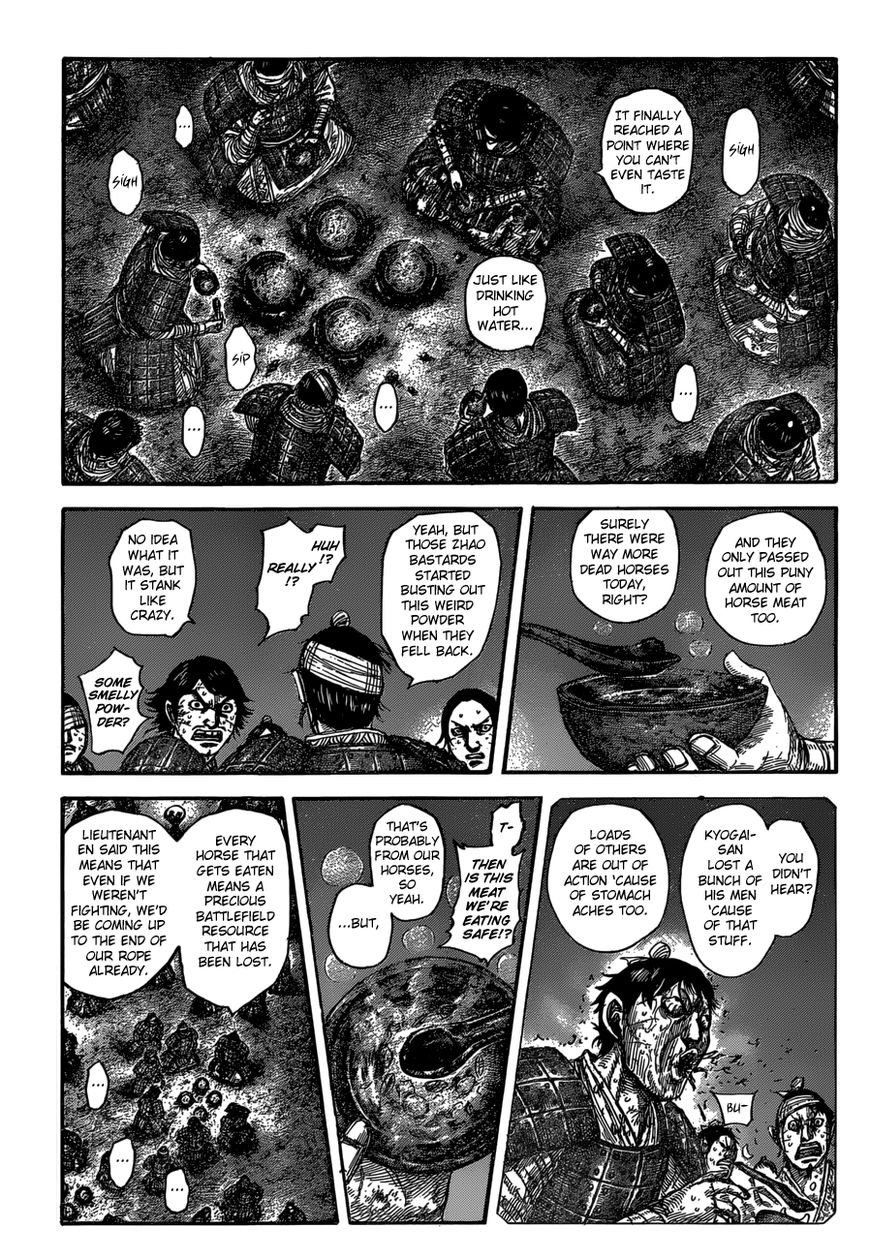 IT FINALLY
REACHED A
POINT WHERE
YOU CAN'T
EVEN TASTE
IT.
SIGH
....
SIGH
JUST LIKE
DRINKING
HOT
WATER...
SIP
...
...
...
AND THEY
ONLY PASSED
OUT THIS PUNY
AMOUNT OF
HORSE MEAT
TOO.
SURELY
THERE WERE
WAY MORE
DEAD HORSES
TODAY,
RIGHT?
YEAH, BUT
THOSE ZHAO
BASTARDS
STARTED
BUSTING OUT
THIS WEIRD
POWDER
WHEN THEY
FELL BACK.
HUH
!?
REALLY
!?
NO IDEA
WHAT IT
WAS, BUT
IT STANK
LIKE
CRAZY.
SOME
SMELLY
POW-
DER?
YOU
DIDN'T
HEAR?
KYOGAI-
SAN
LOST A
BUNCH OF
HIS MEN
'CAUSE
OF THAT
STUFF.
LOADS
OF OTHERS
ARE OUT OF
ACTION 'CAUSE
OF STOMACH
ACHES TOO.
BU-
T-
THEN
IS THIS
MEAT
WE'RE
EATING
SAFE!?
THAT'S
PROBABLY
FROM OUR
HORSES,
SO
YEAH.
...BUT,
EVERY
HORSE THAT
GETS EATEN
MEANS A
PRECIOUS
BATTLEFIELD
RESOURCE
THAT HAS
BEEN LOST.
LIEUTENANT
EN SAID THIS
MEANS THAT
EVEN IF WE
WEREN'T
FIGHTING, WE'D
BE COMING UP
TO THE END OF
OUR ROPE
ALREADY.
...
...
...